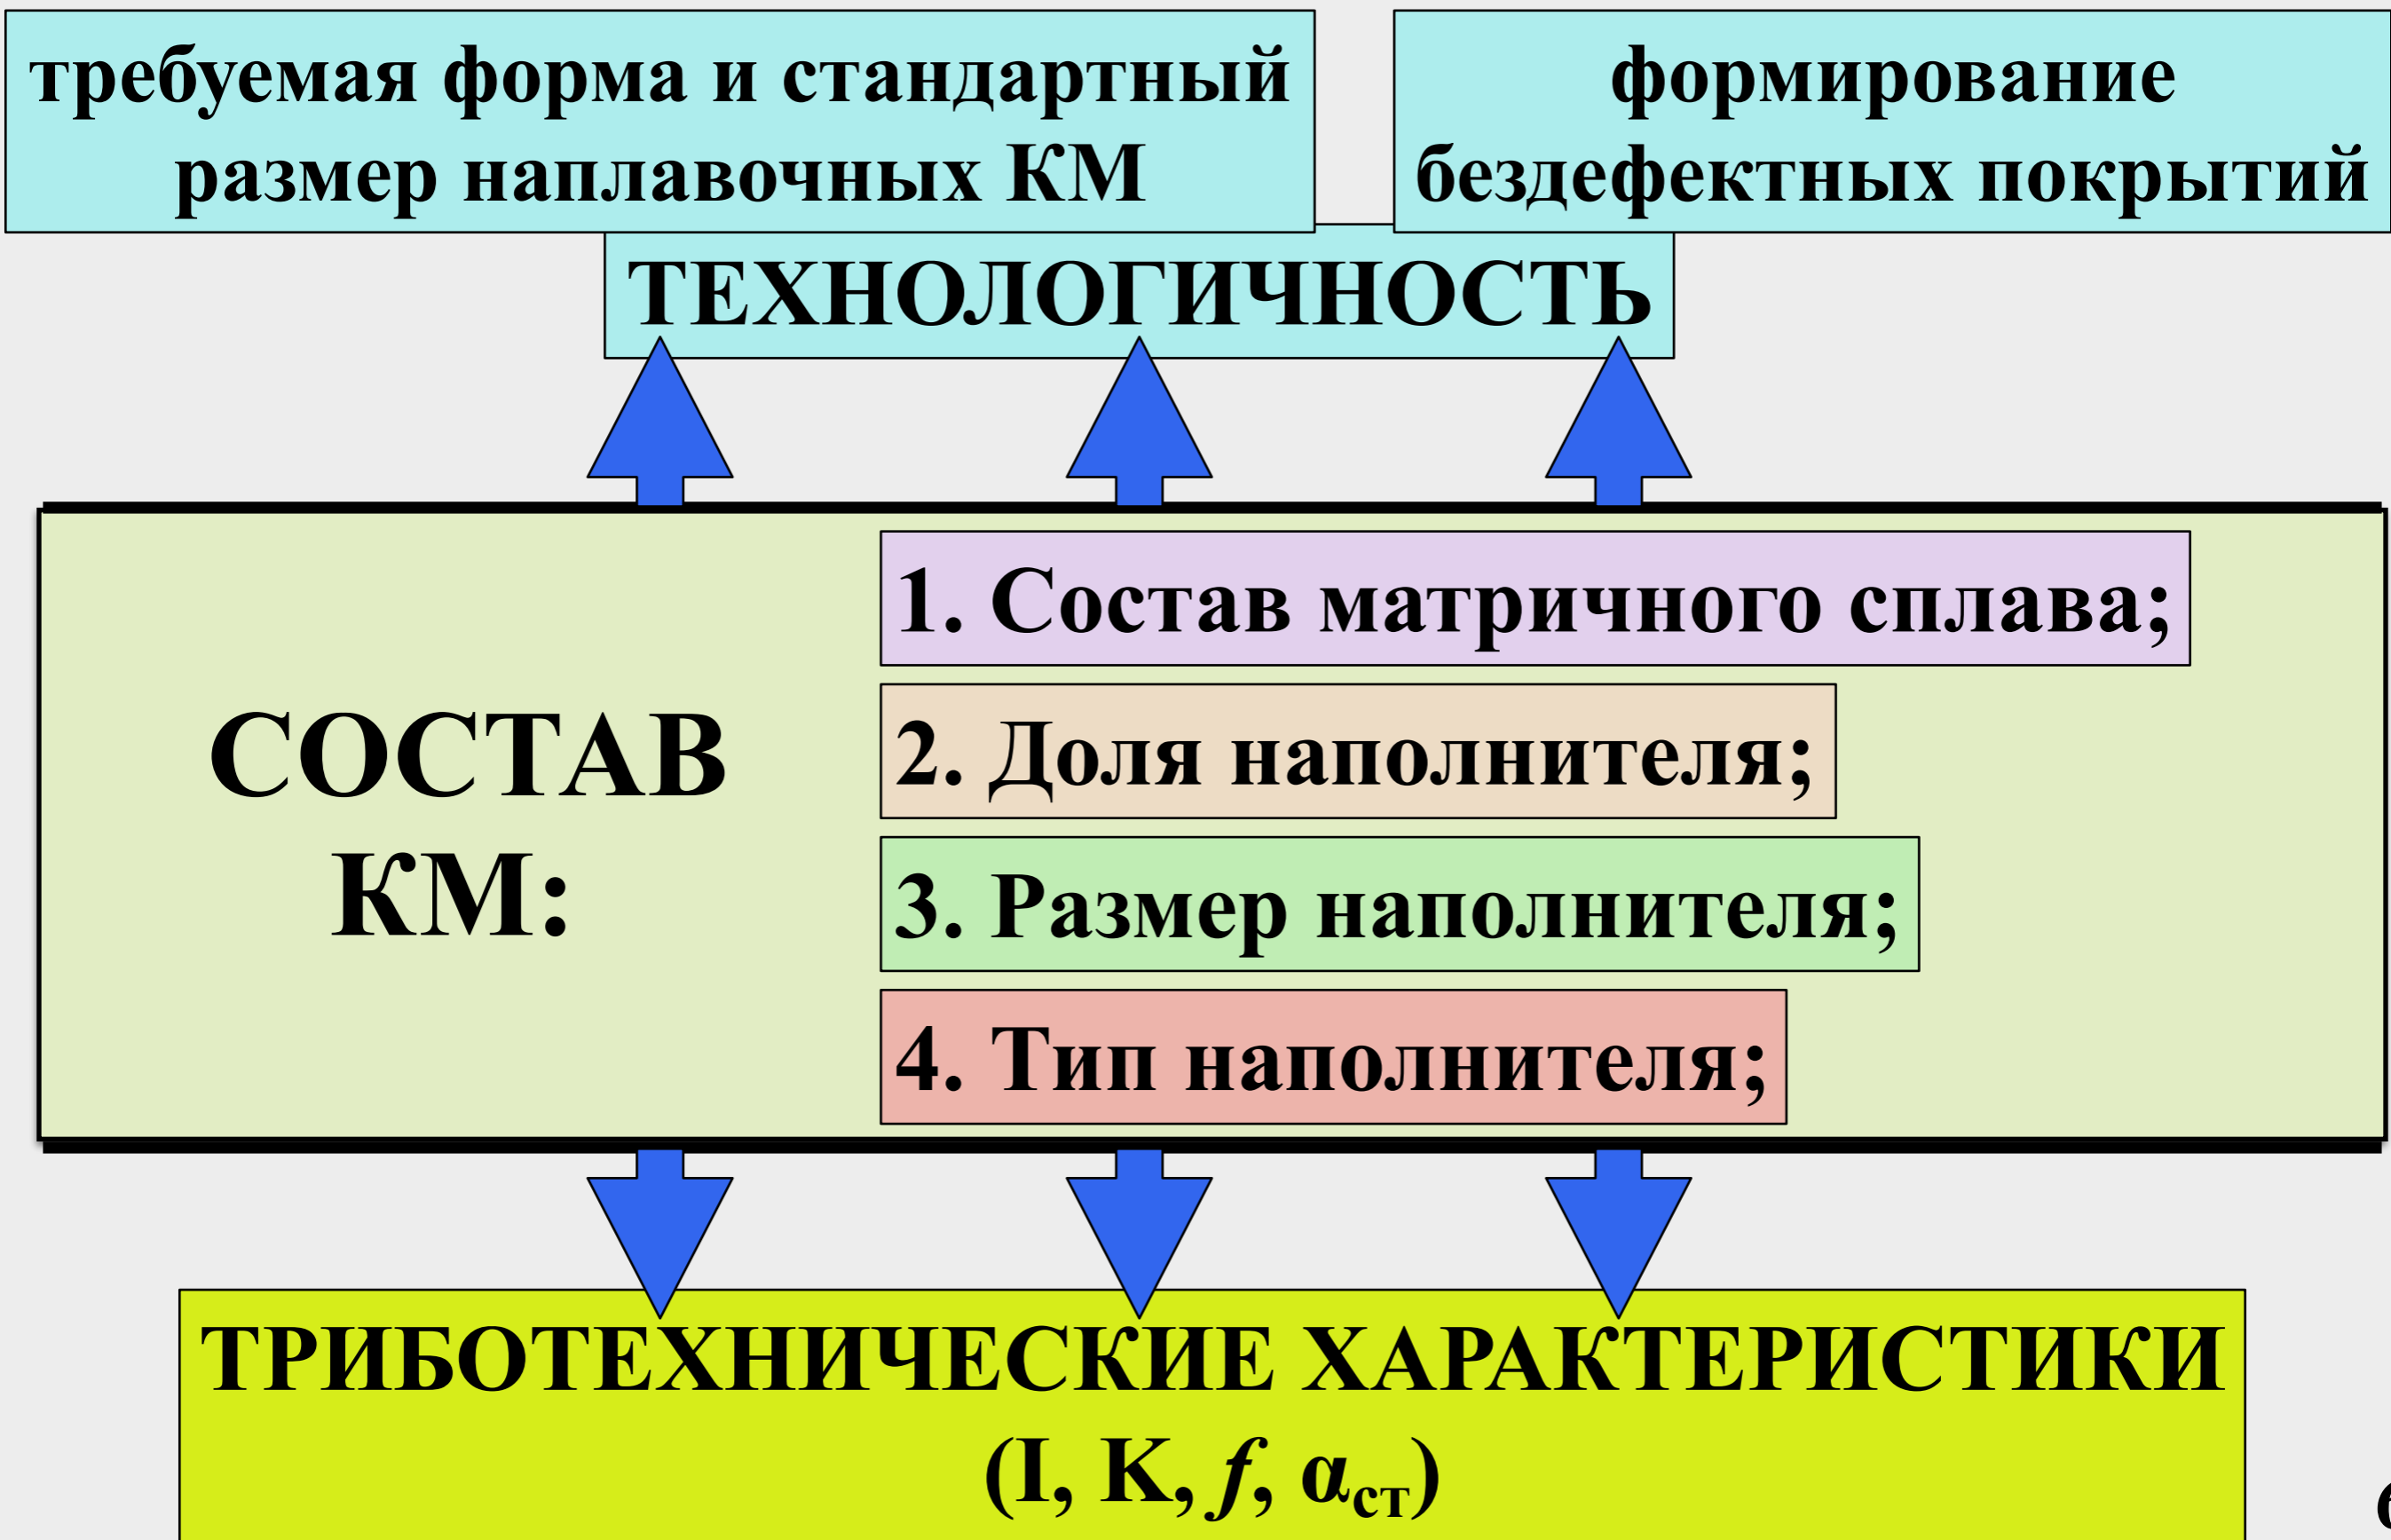 требуемая форма и стандартный
размер наплавочных КМ
формирование
бездефектных покрытий
ТЕХНОЛОГИЧНОСТЬ
СОСТАВ
КМ:
1. Состав матричного сплава;
2. Доля наполнителя;
3. Размер наполнителя;
4. Тип наполнителя;
ТРИБОТЕХНИЧЕСКИЕ ХАРАКТЕРИСТИКИ
(I, K, f, αст)